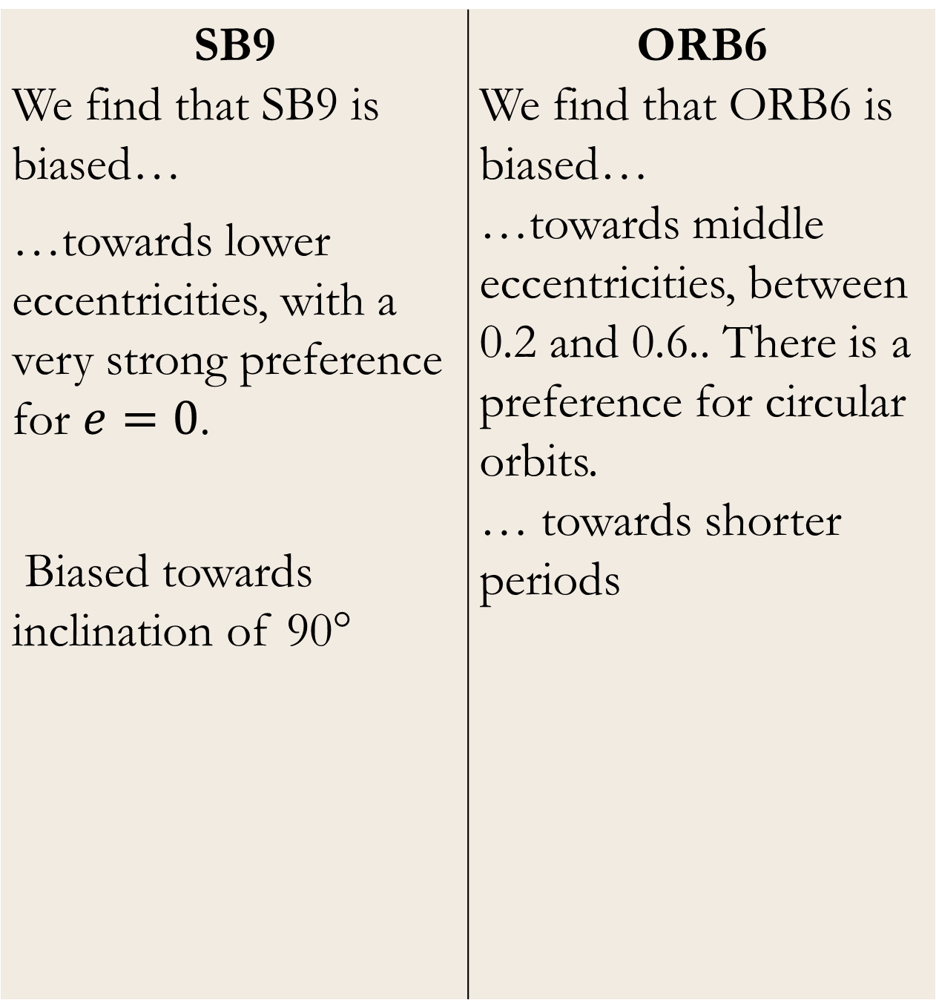 SB9
We find that SB9 is
biased…
…towards lower
eccentricities, with a
very strong preference
for 𝑒 = 0.
Biased towards
inclination of 90°
ORB6
We find that ORB6 is
biased…
…towards middle
eccentricities, between
0.2 and 0.6.. There is a
preference for circular
orbits.
… towards shorter
periods